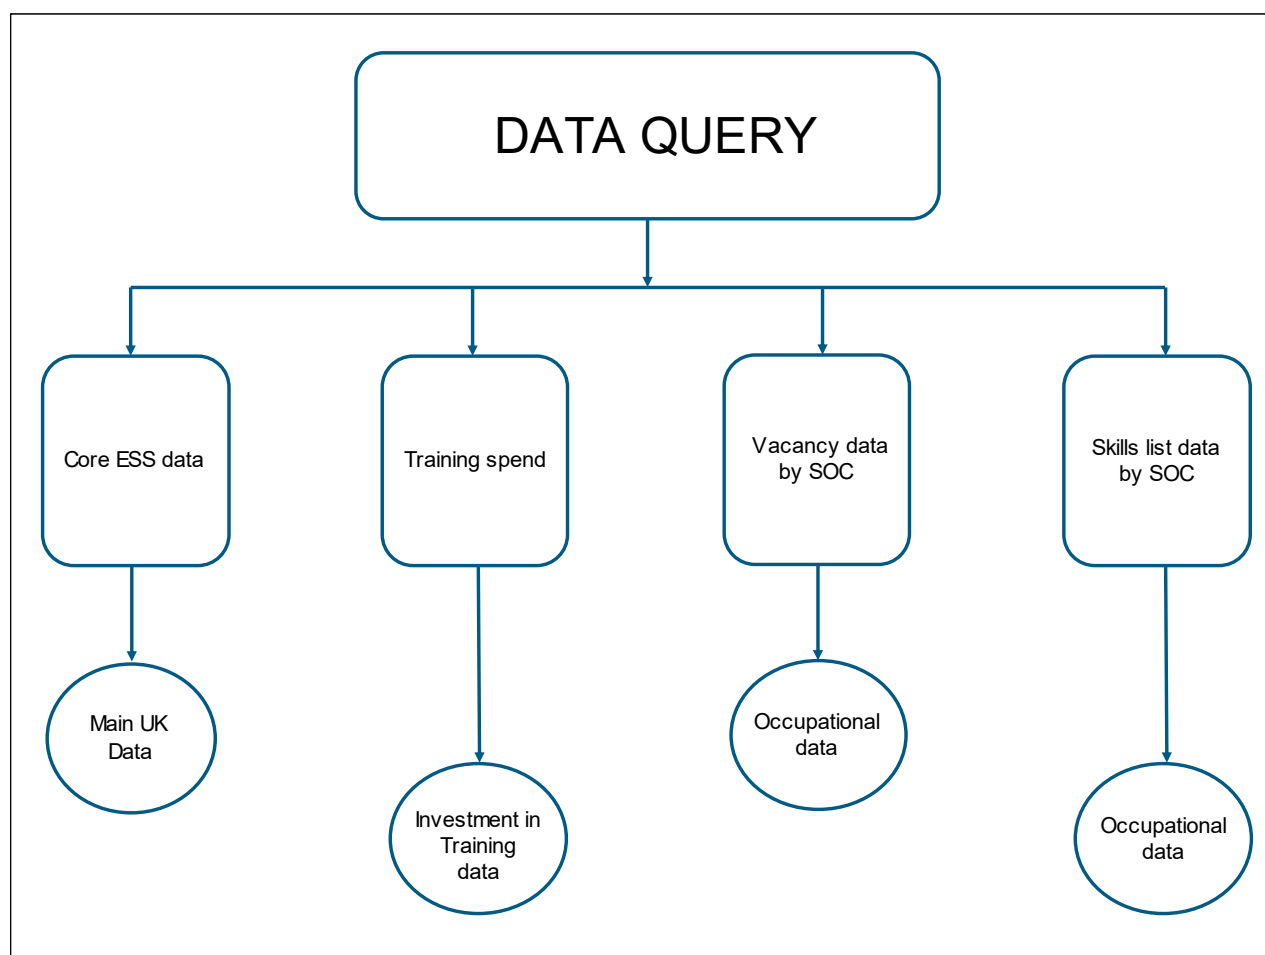 DATA QUERY
Core ESS data
Training spend
Vacancy data
by SOC
Skills list data
by SOC
Main UK
Data
Investment in
Training
data
Occupational
data
Occupational
data